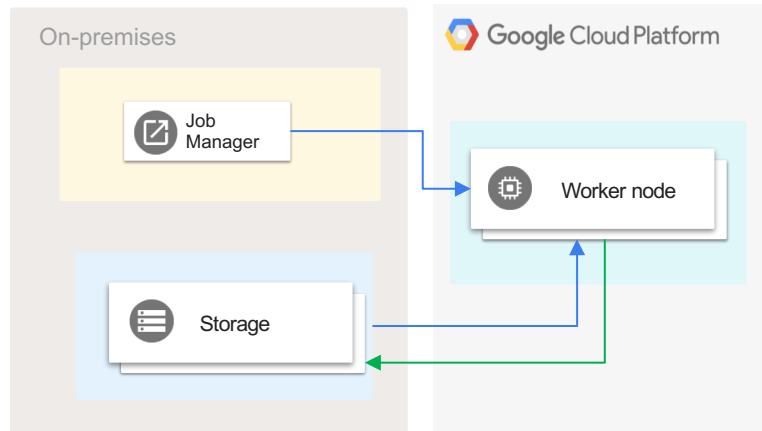 On-premises
Google Cloud Platform
Job
Manager
Worker node
Storage